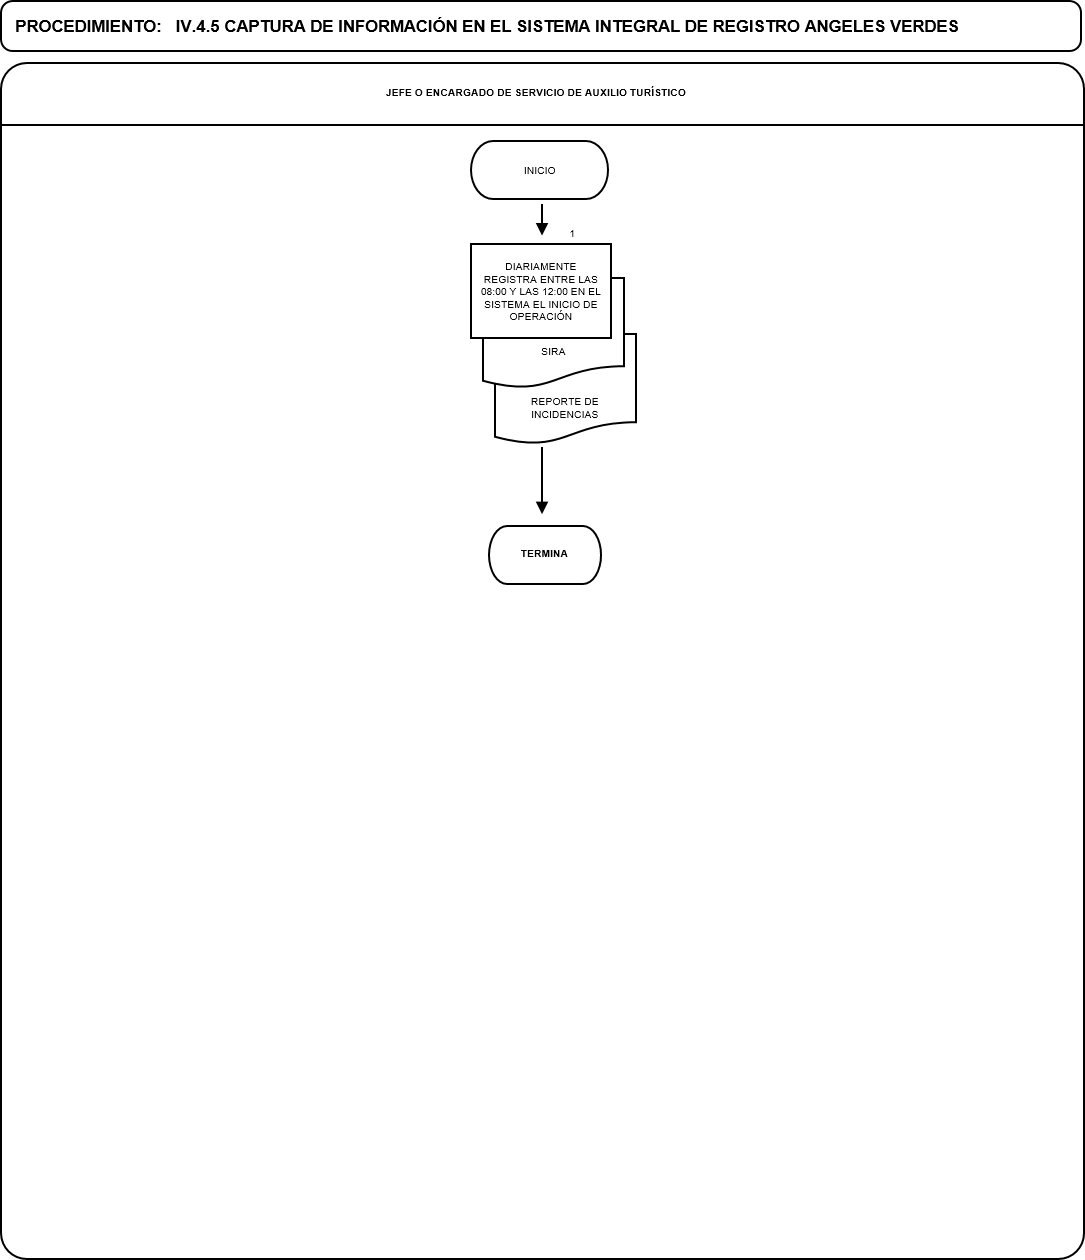 PROCEDIMIENTO: IV.4.5 CAPTURA DE INFORMACIÓN EN EL SISTEMA INTEGRAL DE REGISTRO ANGELES VERDES
JEFE O ENCARGADO DE SERVICIO DE AUXILIO TURÍSTICO
INICIO
1
DIARIAMENTE
REGISTRA ENTRE LAS
08:00 Y LAS 12:00 EN EL
SISTEMA EL INICIO DE
OPERACIÓN
SIRA
REPORTE DE
INCIDENCIAS
TERMINA